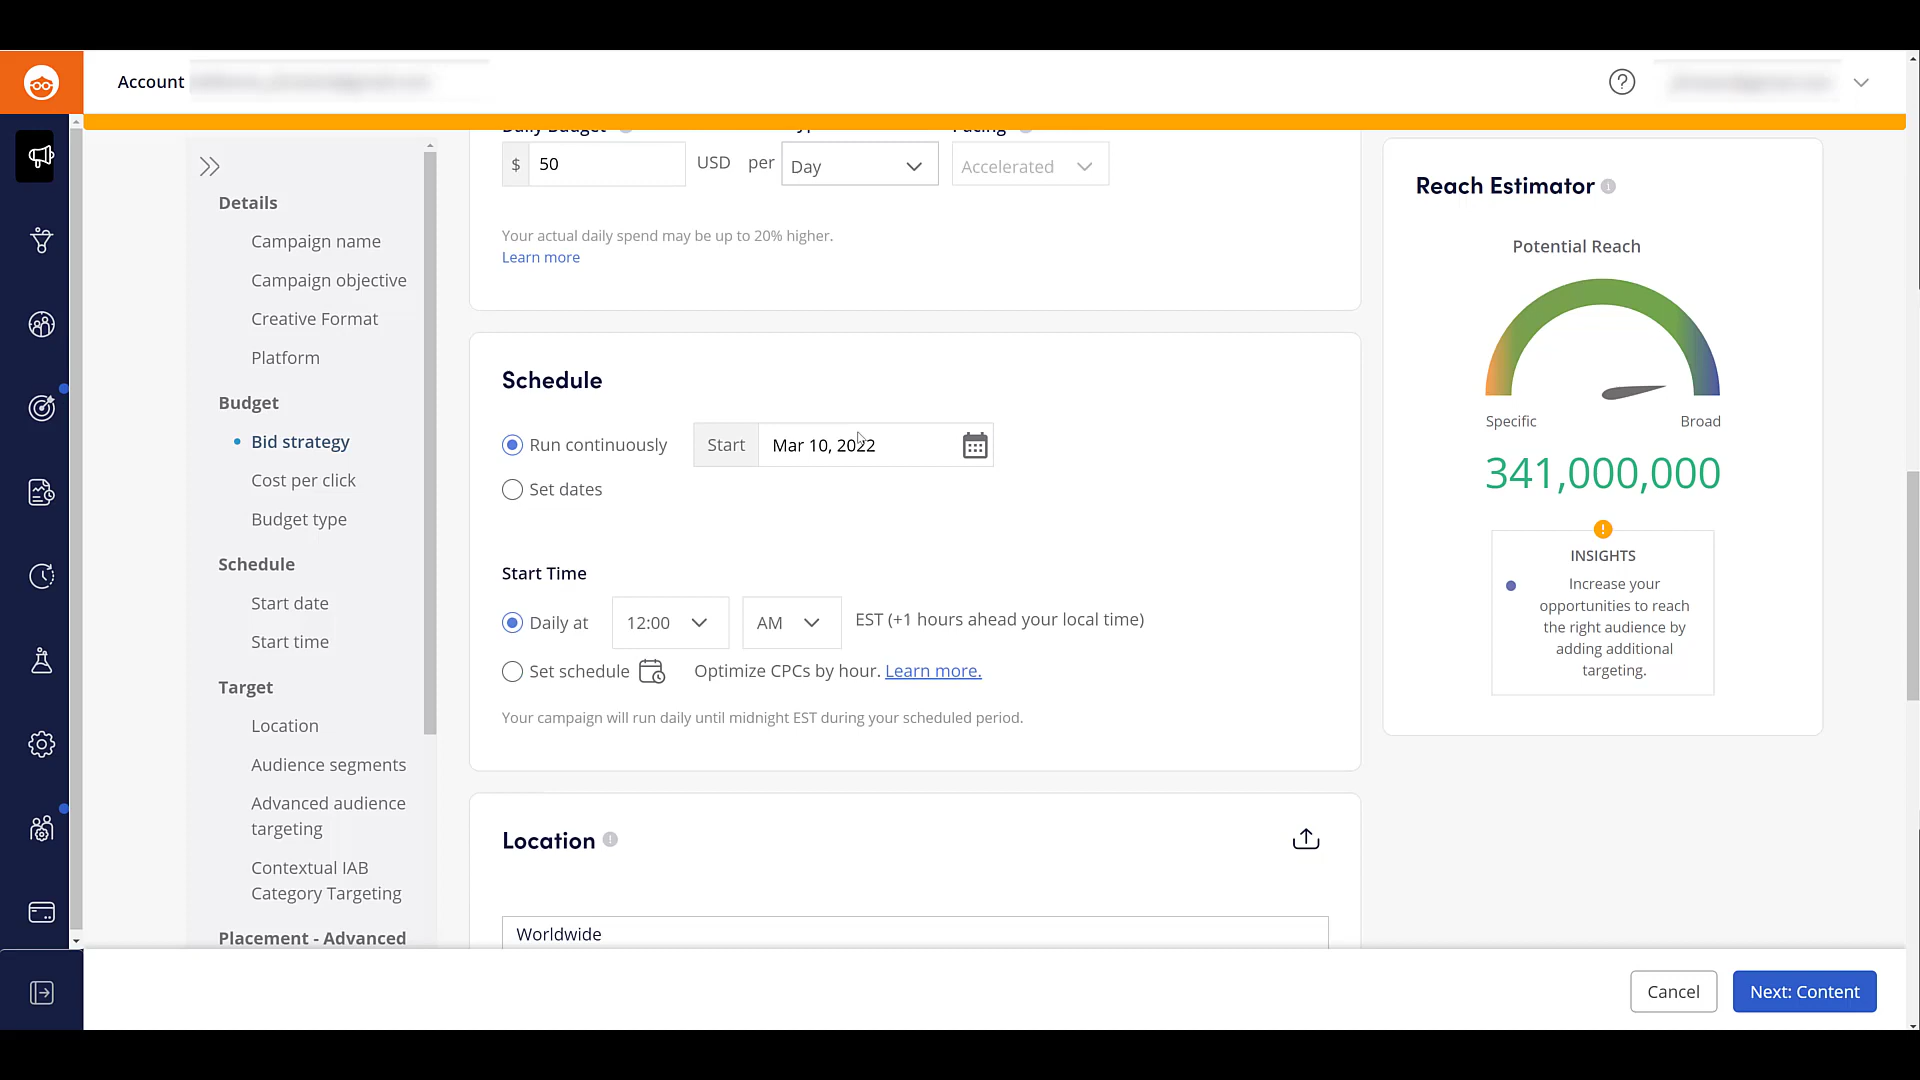 Account
Details
Campaign name
Campaign objective
Creative Format
Platform
Budget
Bid strategy
Cost per click
Budget type
Schedule
Start date
Start time
Target
Location
Audience segments
Advanced audience
targeting
Contextual IAB
Category Targeting
Placement - Advanced
$ 50 USD per Day Accelerated
Your actual daily spend may be up to 20% higher.
Learn more
Schedule
Run continuously Start Mar 10, 2022
Set dates
Start Time
Daily at 12:00 AM EST (+1 hours ahead your local time)
Set schedule Optimize CPCs by hour. Learn more.
Your campaign will run daily until midnight EST during your scheduled period.
Location
Worldwide
Reach Estimator
Potential Reach
Specific Broad
341,000,000
INSIGHTS
Increase your
opportunities to reach
the right audience by
adding additional
targeting.
Cancel Next: Content